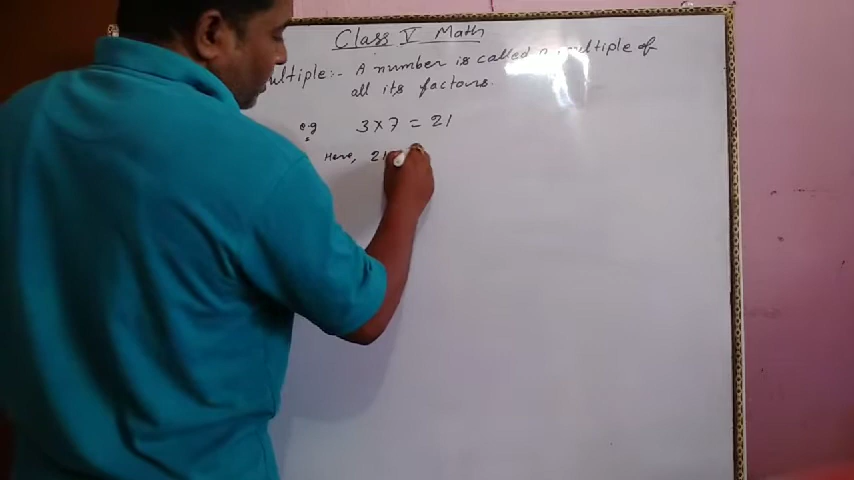 Class V Math
ultiple:- A number is called a multiple of
all its factors.
e.g 3 x 7 = 21
Here, 21